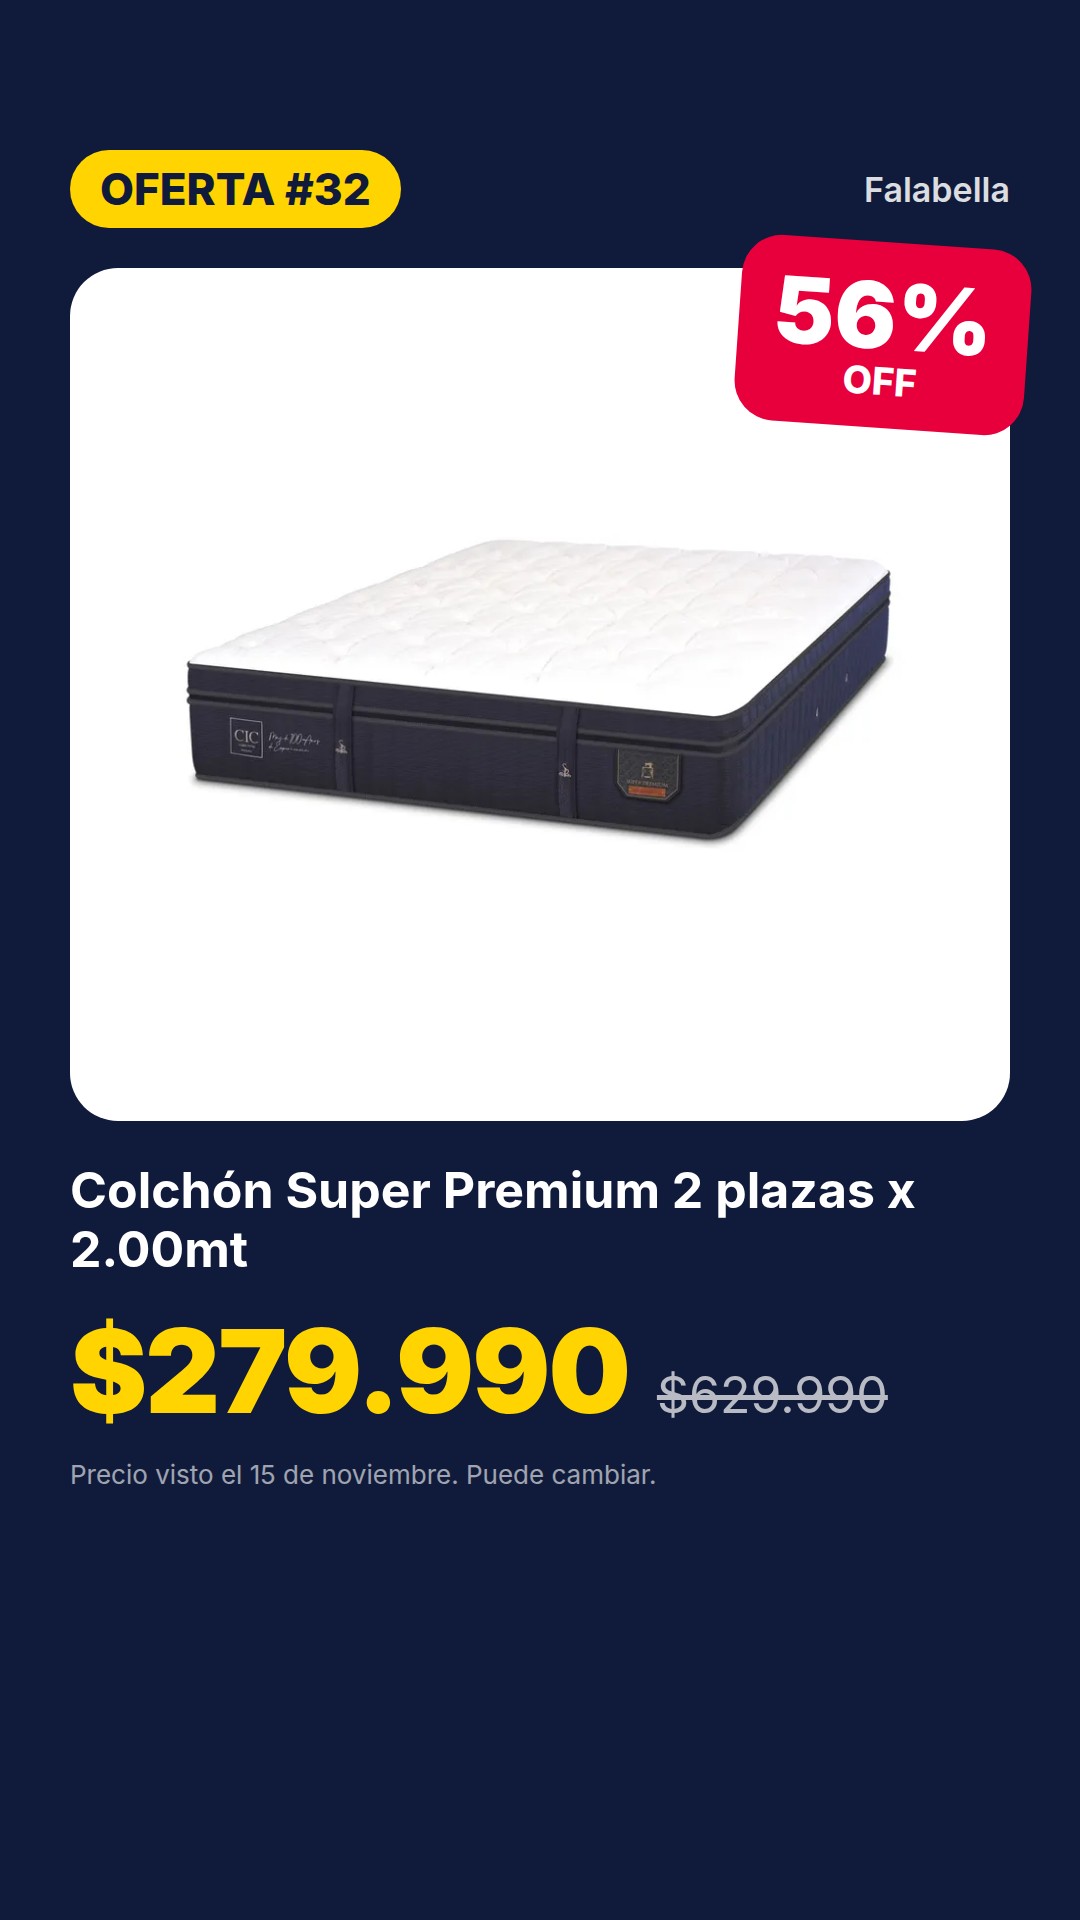 OFERTA #32
Falabella
56%
OFF
CIC
Colchón Super Premium 2 plazas x
2.00mt
$279.990 $629.990
Precio visto el 15 de noviembre. Puede cambiar.